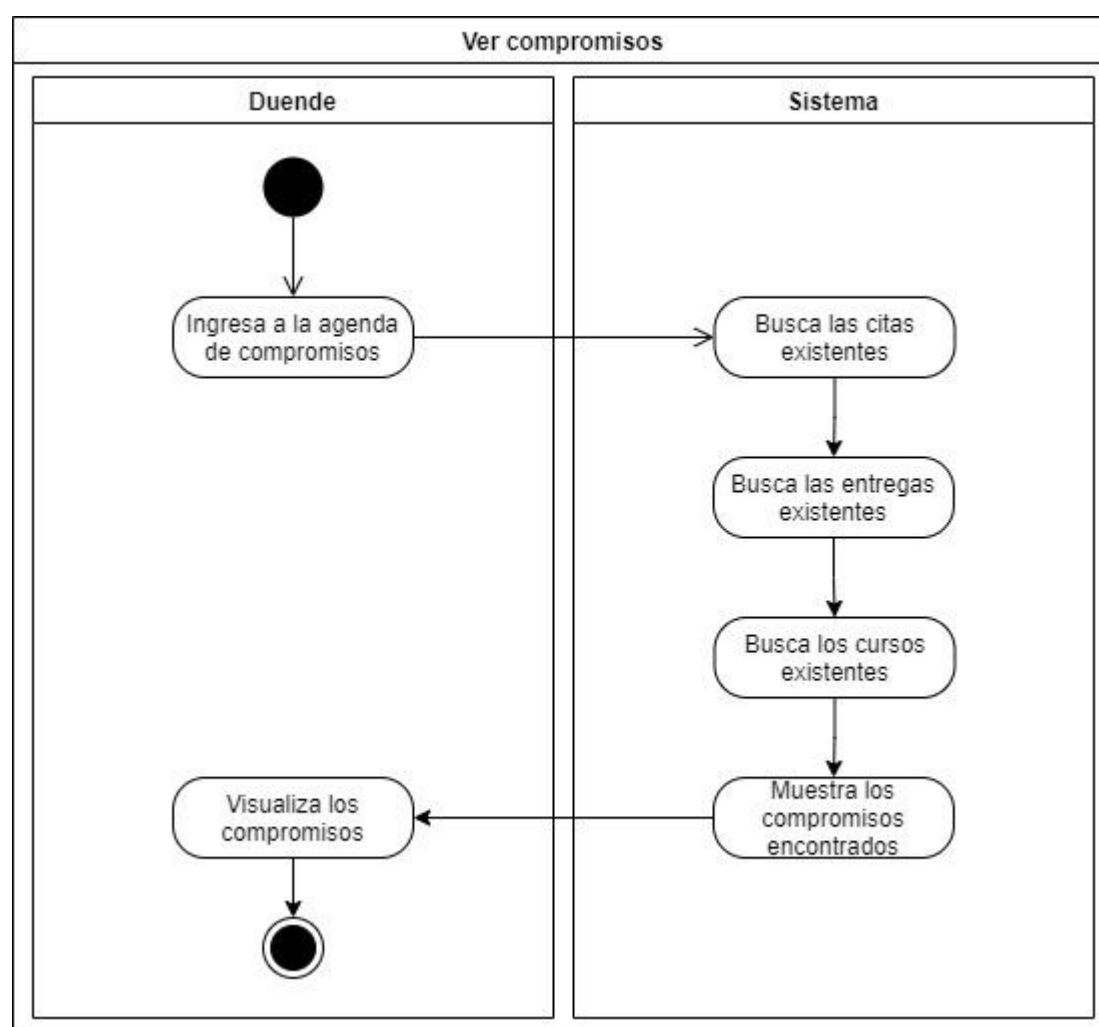 Ver compromisos
Duende
Sistema
Ingresa a la agenda
de compromisos
Busca las citas
existentes
Busca las entregas
existentes
Busca los cursos
existentes
Muestra los
compromisos
encontrados
Visualiza los
compromisos